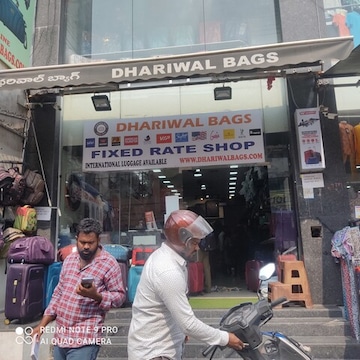 ధరివాల్ బ్యాగ్ DHARIWAL BAGS
DHARIWAL BAGS
FIXED RATE SHOP
INTERNATIONAL LUGGAGE AVAILABLE WWW.DHARIWALBAGS.COM
REDMI NOTE 9 PRO
AI QUAD CAMERA